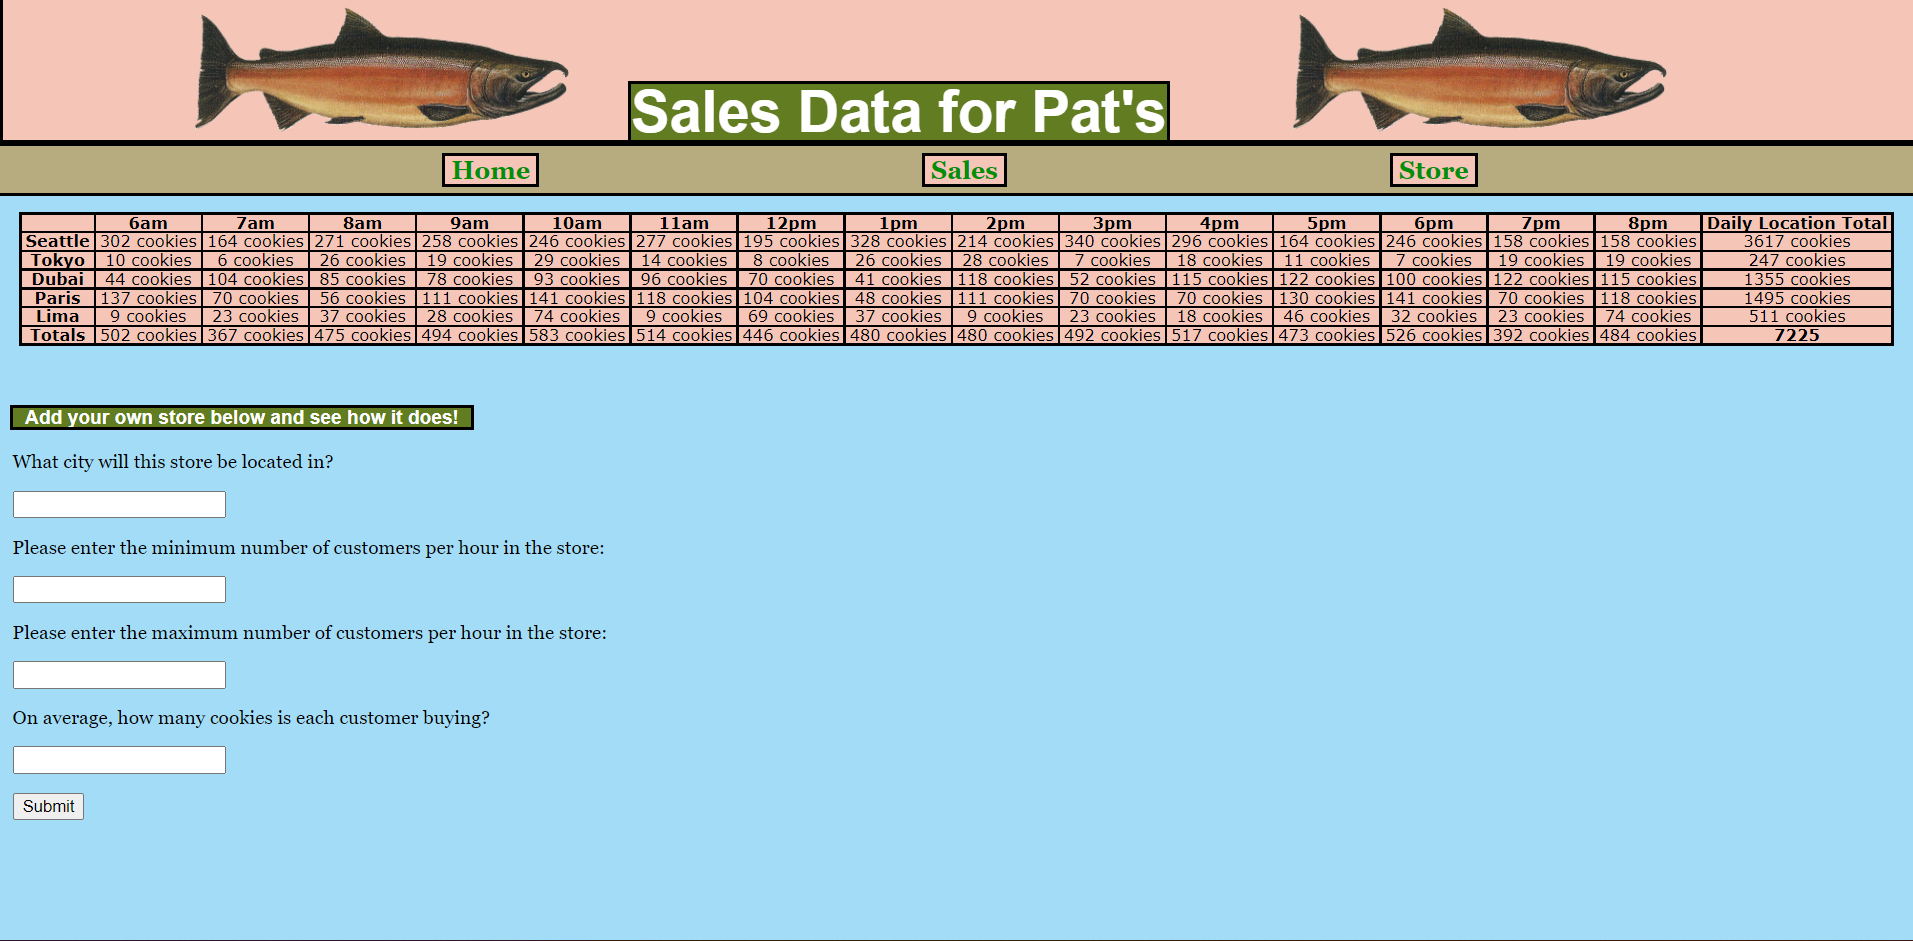 Sales Data for Pat's
Home Sales Store
6am 7am 8am 9am 10am 11am 12pm 1pm 2pm 3pm 4pm 5pm 6pm 7pm 8pm Daily Location Total
Seattle 302 cookies 164 cookies 271 cookies 258 cookies 246 cookies 277 cookies 195 cookies 328 cookies 214 cookies 340 cookies 296 cookies 164 cookies 246 cookies 158 cookies 158 cookies 3617 cookies
Tokyo 10 cookies 6 cookies 26 cookies 19 cookies 29 cookies 14 cookies 8 cookies 26 cookies 28 cookies 7 cookies 18 cookies 11 cookies 7 cookies 19 cookies 19 cookies 247 cookies
Dubai 44 cookies 104 cookies 85 cookies 78 cookies 93 cookies 96 cookies 70 cookies 41 cookies 118 cookies 52 cookies 115 cookies 122 cookies 100 cookies 122 cookies 115 cookies 1355 cookies
Paris 137 cookies 70 cookies 56 cookies 111 cookies 141 cookies 118 cookies 104 cookies 48 cookies 111 cookies 70 cookies 70 cookies 130 cookies 141 cookies 70 cookies 118 cookies 1495 cookies
Lima 9 cookies 23 cookies 37 cookies 28 cookies 74 cookies 9 cookies 69 cookies 37 cookies 9 cookies 23 cookies 18 cookies 46 cookies 32 cookies 23 cookies 74 cookies 511 cookies
Totals 502 cookies 367 cookies 475 cookies 494 cookies 583 cookies 514 cookies 446 cookies 480 cookies 480 cookies 492 cookies 517 cookies 473 cookies 526 cookies 392 cookies 484 cookies 7225
Add your own store below and see how it does!
What city will this store be located in?
Please enter the minimum number of customers per hour in the store:
Please enter the maximum number of customers per hour in the store:
On average, how many cookies is each customer buying?
Submit